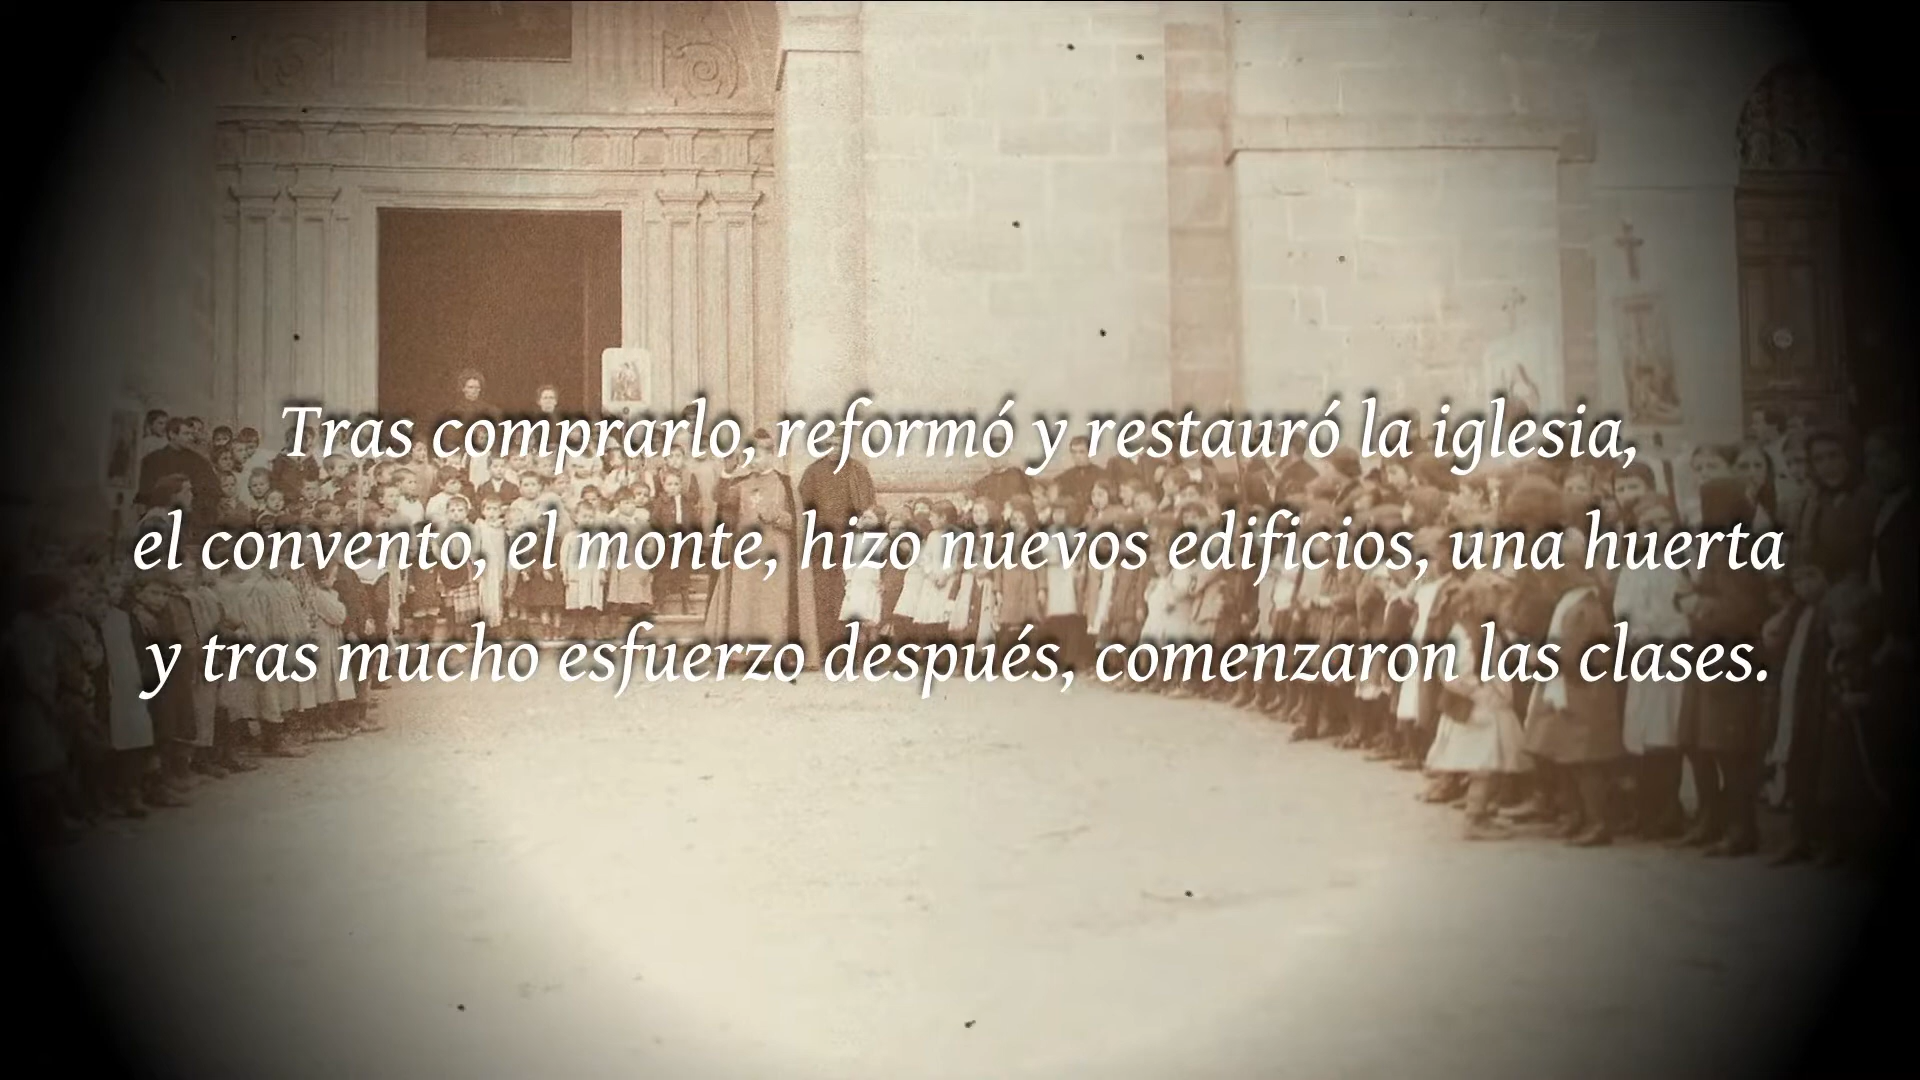 Tras comprarlo, reformó y restauró la iglesia,
el convento, el monte, hizo nuevos edificios, una huerta
y tras mucho esfuerzo después, comenzaron las clases.